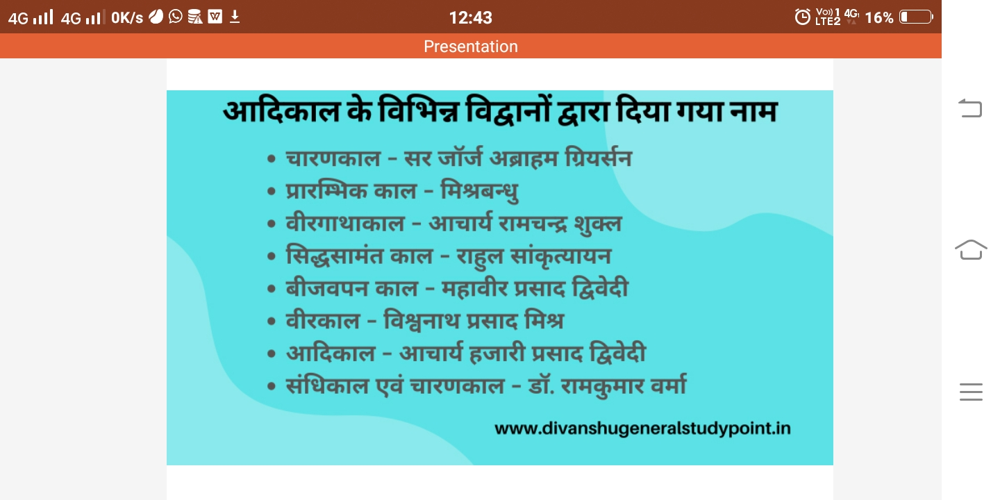 4G 4G 0K/s 12:43 Vo)) 1 4G 16%
LTE2
Presentation
आदिकाल के विभिन्न विद्वानों द्वारा दिया गया नाम
• चारणकाल – सर जॉर्ज अब्राहम ग्रियर्सन
• प्रारम्भिक काल – मिश्रबन्धु
• वीरगाथाकाल – आचार्य रामचन्द्र शुक्ल
• सिद्धसामंत काल – राहुल सांकृत्यायन
• बीजवपन काल – महावीर प्रसाद द्विवेदी
• वीरकाल – विश्वनाथ प्रसाद मिश्र
• आदिकाल – आचार्य हजारी प्रसाद द्विवेदी
• संधिकाल एवं चारणकाल – डॉ. रामकुमार वर्मा
www.divanshugeneralstudypoint.in